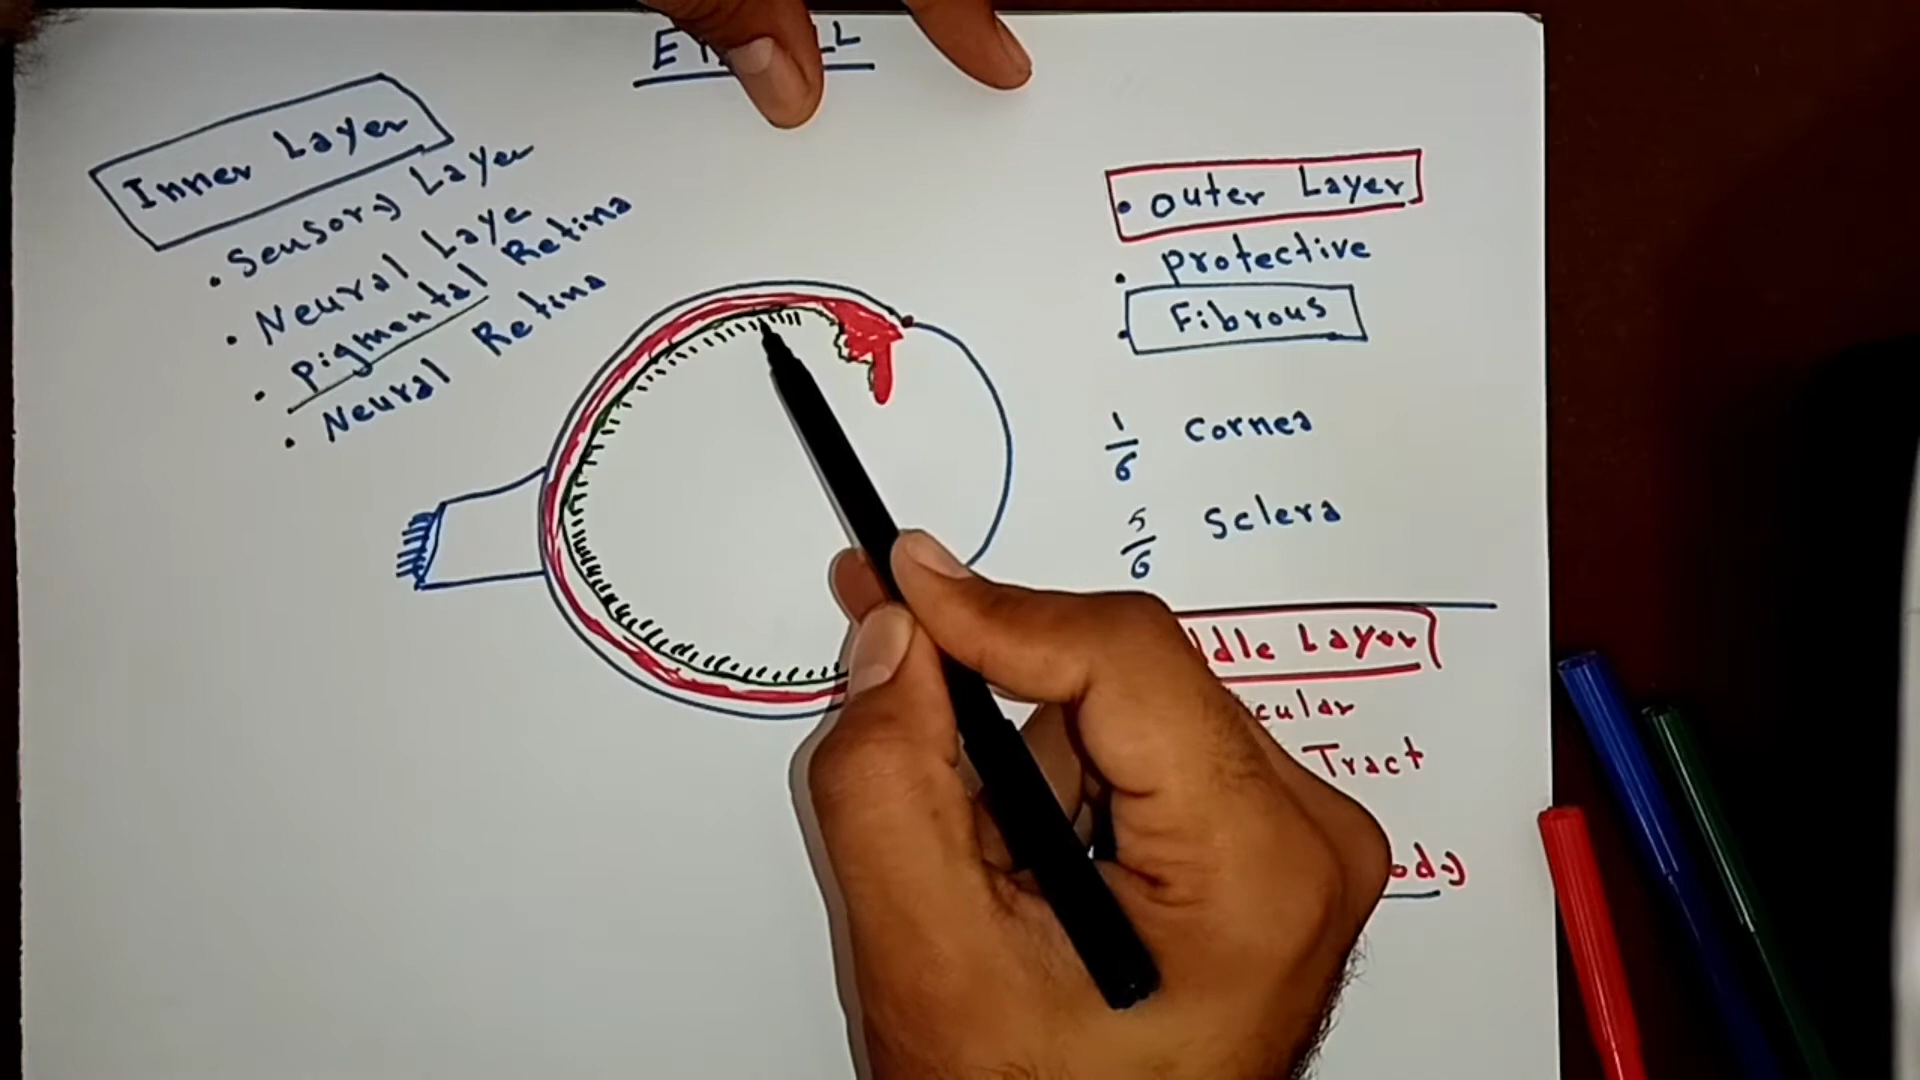 Inner Layer
• Sensory Layer
• Neural Laye
• Pigmental Retina
• Neural Retina
• Outer Layer
• Protective
• Fibrous
1/6 Cornea
5/6 Sclera
Layer
Tract